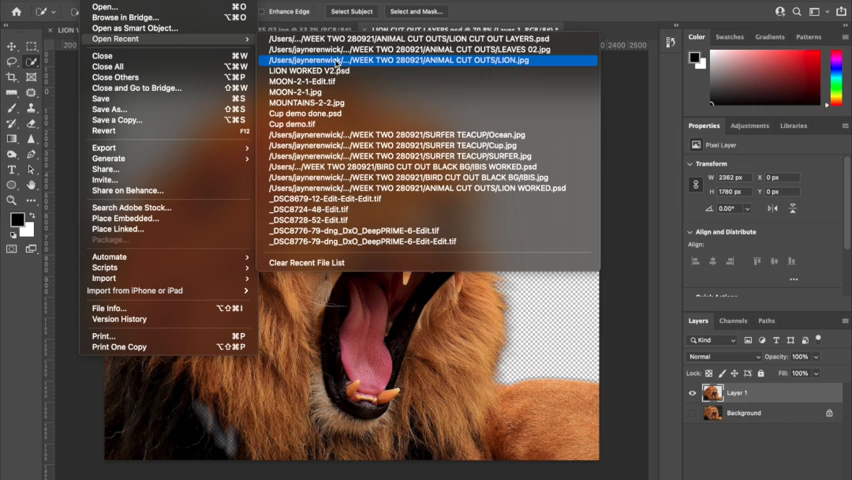 Enhance Edge
Select Subject
Select and Mask...
Open... ⌘O
Browse in Bridge... ⌥⌘O
Open as Smart Object...
Open Recent
Close ⌘W
Close All ⌥⌘W
Close Others ⌥⌘P
Close and Go to Bridge... ⇧⌘W
Save ⌘S
Save As... ⇧⌘S
Save a Copy... ⌥⌘S
Revert F12
Export
Generate
Share...
Invite...
Share on Behance...
Search Adobe Stock...
Place Embedded...
Place Linked...
Package...
Automate
Scripts
Import
Import from iPhone or iPad
File Info... ⌥⇧⌘I
Version History
Print... ⌘P
Print One Copy ⌥⇧⌘P
/Users/.../WEEK TWO 280921/ANIMAL CUT OUTS/LION CUT OUT LAYERS.psd
/Users/jaynerenwick/.../WEEK TWO 280921/ANIMAL CUT OUTS/LEAVES 02.jpg
/Users/jaynerenwick/.../WEEK TWO 280921/ANIMAL CUT OUTS/LION.jpg
LION WORKED V2.psd
MOON-2-1-Edit.tif
MOON-2-1.jpg
MOUNTAINS-2-2.jpg
Cup demo done.psd
Cup demo.tif
/Users/jaynerenwick/.../WEEK TWO 280921/SURFER TEACUP/Ocean.jpg
/Users/jaynerenwick/.../WEEK TWO 280921/SURFER TEACUP/Cup.jpg
/Users/jaynerenwick/.../WEEK TWO 280921/SURFER TEACUP/SURFER.jpg
/Users/.../WEEK TWO 280921/BIRD CUT OUT BLACK BG/IBIS WORKED.psd
/Users/jaynerenwick/.../WEEK TWO 280921/BIRD CUT OUT BLACK BG/IBIS.jpg
/Users/jaynerenwick/.../WEEK TWO 280921/ANIMAL CUT OUTS/LION WORKED.psd
_DSC8679-12-Edit-Edit-Edit.tif
_DSC8724-48-Edit.tif
_DSC8728-52-Edit.tif
_DSC8776-79-dng_DxO_DeepPRIME-6-Edit.tif
_DSC8776-79-dng_DxO_DeepPRIME-6-Edit-Edit.tif
Clear Recent File List
Color Swatches Gradients Patterns
Properties Adjustments Libraries
Pixel Layer
Transform
W 2362 px X 0 px
H 1780 px Y 0 px
0.00°
Align and Distribute
Align:
Layers Channels Paths
Kind
Normal Opacity: 100%
Lock: Fill: 100%
Layer 1
Background